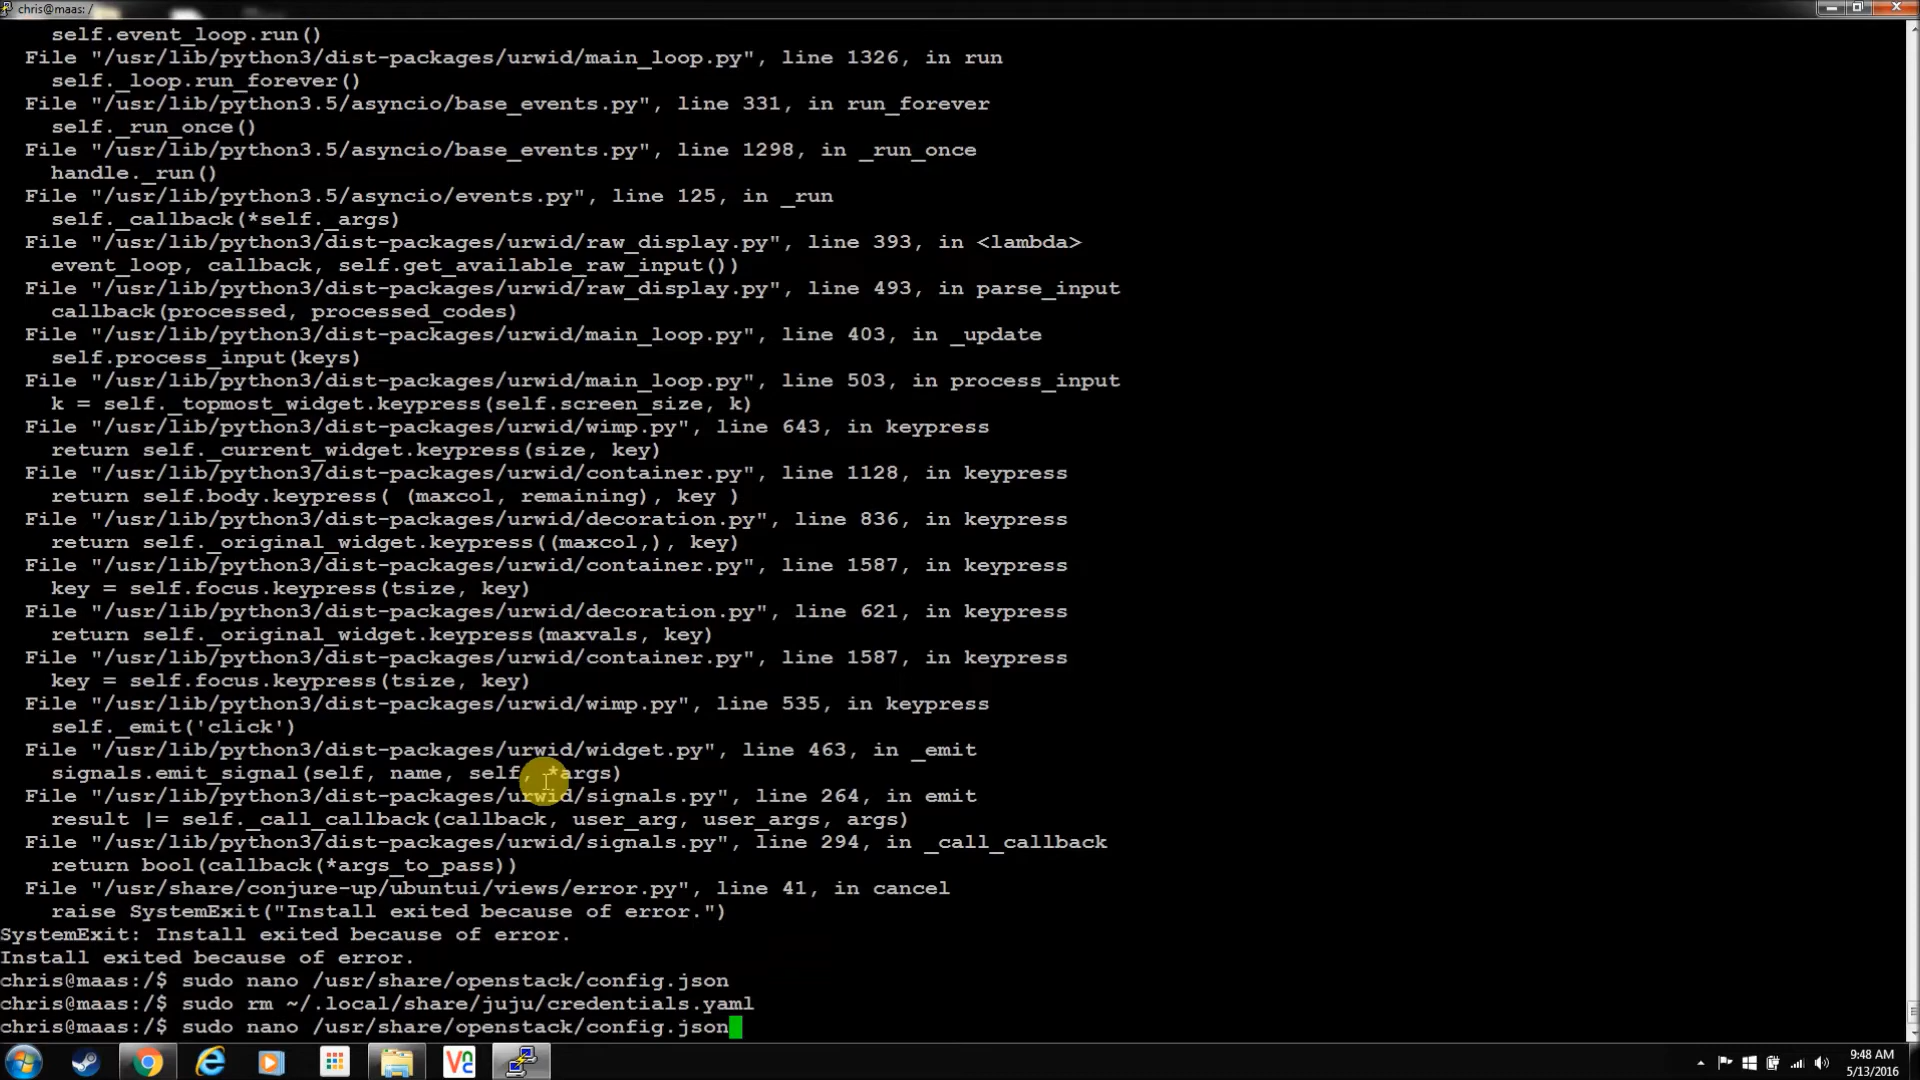 chris@maas: /
self.event_loop.run()
File "/usr/lib/python3/dist-packages/urwid/main_loop.py", line 1326, in run
self._loop.run_forever()
File "/usr/lib/python3.5/asyncio/base_events.py", line 331, in run_forever
self._run_once()
File "/usr/lib/python3.5/asyncio/base_events.py", line 1298, in _run_once
handle._run()
File "/usr/lib/python3.5/asyncio/events.py", line 125, in _run
self._callback(*self._args)
File "/usr/lib/python3/dist-packages/urwid/raw_display.py", line 393, in <lambda>
event_loop, callback, self.get_available_raw_input())
File "/usr/lib/python3/dist-packages/urwid/raw_display.py", line 493, in parse_input
callback(processed, processed_codes)
File "/usr/lib/python3/dist-packages/urwid/main_loop.py", line 403, in _update
self.process_input(keys)
File "/usr/lib/python3/dist-packages/urwid/main_loop.py", line 503, in process_input
k = self._topmost_widget.keypress(self.screen_size, k)
File "/usr/lib/python3/dist-packages/urwid/wimp.py", line 643, in keypress
return self._current_widget.keypress(size, key)
File "/usr/lib/python3/dist-packages/urwid/container.py", line 1128, in keypress
return self.body.keypress( (maxcol, remaining), key )
File "/usr/lib/python3/dist-packages/urwid/decoration.py", line 836, in keypress
return self._original_widget.keypress((maxcol,), key)
File "/usr/lib/python3/dist-packages/urwid/container.py", line 1587, in keypress
key = self.focus.keypress(tsize, key)
File "/usr/lib/python3/dist-packages/urwid/decoration.py", line 621, in keypress
return self._original_widget.keypress(maxvals, key)
File "/usr/lib/python3/dist-packages/urwid/container.py", line 1587, in keypress
key = self.focus.keypress(tsize, key)
File "/usr/lib/python3/dist-packages/urwid/wimp.py", line 535, in keypress
self._emit('click')
File "/usr/lib/python3/dist-packages/urwid/widget.py", line 463, in _emit
signals.emit_signal(self, name, self, *args)
File "/usr/lib/python3/dist-packages/urwid/signals.py", line 264, in emit
result |= self._call_callback(callback, user_arg, user_args, args)
File "/usr/lib/python3/dist-packages/urwid/signals.py", line 294, in _call_callback
return bool(callback(*args_to_pass))
File "/usr/share/conjure-up/ubuntui/views/error.py", line 41, in cancel
raise SystemExit("Install exited because of error.")
SystemExit: Install exited because of error.
Install exited because of error.
chris@maas:/$ sudo nano /usr/share/openstack/config.json
chris@maas:/$ sudo rm ~/.local/share/juju/credentials.yaml
chris@maas:/$ sudo nano /usr/share/openstack/config.json
9:48 AM
5/13/2016